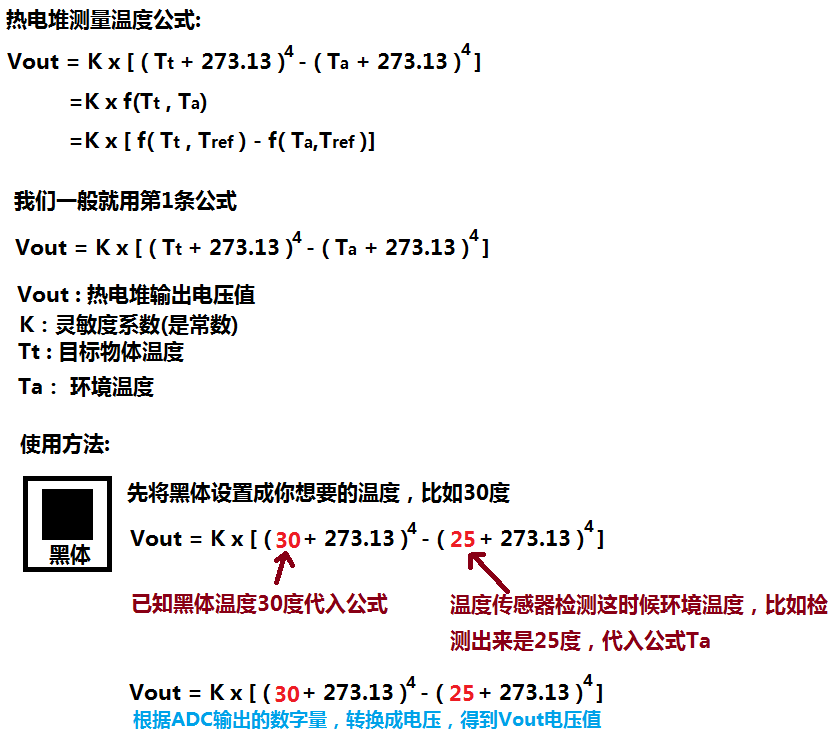 热电堆测量温度公式:
Vout = K x [ ( Tt + 273.13 )⁴ - ( Ta + 273.13 )⁴ ]
=K x f(Tt , Ta)
=K x [ f( Tt , Tref ) - f( Ta,Tref )]
我们一般就用第1条公式
Vout = K x [ ( Tt + 273.13 )⁴ - ( Ta + 273.13 )⁴ ]
Vout : 热电堆输出电压值
K : 灵敏度系数(是常数)
Tt : 目标物体温度
Ta : 环境温度
使用方法:
黑体
先将黑体设置成你想要的温度，比如30度
Vout = K x [ ( 30 + 273.13 )⁴ - ( 25 + 273.13 )⁴ ]
已知黑体温度30度代入公式
温度传感器检测这时候环境温度，比如检
测出来是25度，代入公式Ta
Vout = K x [ ( 30 + 273.13 )⁴ - ( 25 + 273.13 )⁴ ]
根据ADC输出的数字量，转换成电压，得到Vout电压值